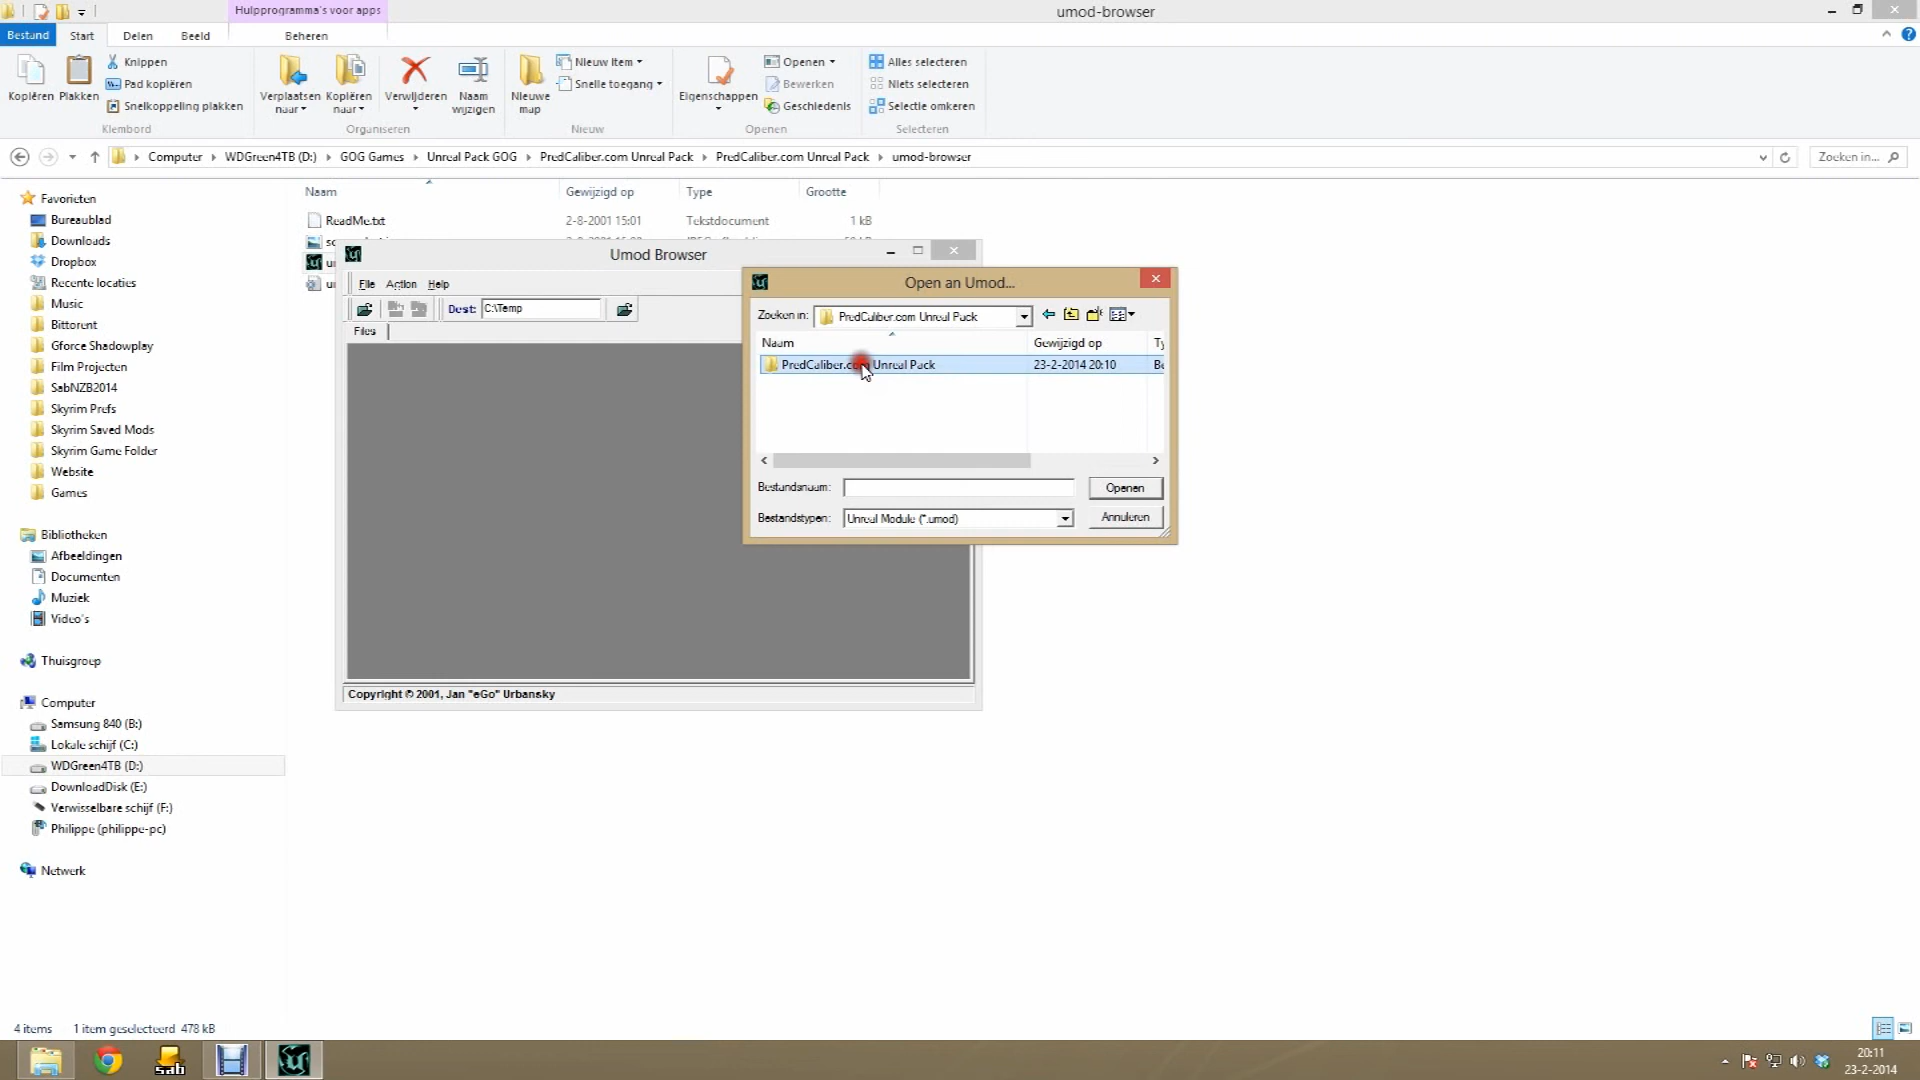 Hulpprogramma's voor apps
umod-browser
Bestand
Start
Delen
Beeld
Beheren
Kopiëren
Plakken
Knippen
Pad kopiëren
Snelkoppeling plakken
Klembord
Verplaatsen naar
Kopiëren naar
Verwijderen
Naam wijzigen
Organiseren
Nieuwe map
Nieuw item
Snelle toegang
Nieuw
Eigenschappen
Openen
Bewerken
Geschiedenis
Openen
Alles selecteren
Niets selecteren
Selectie omkeren
Selecteren
Computer
WDGreen4TB (D:)
GOG Games
Unreal Pack GOG
PredCaliber.com Unreal Pack
PredCaliber.com Unreal Pack
umod-browser
Zoeken in...
Favorieten
Bureaublad
Downloads
Dropbox
Recente locaties
Music
Bittorent
Gforce Shadowplay
Film Projecten
SabNZB2014
Skyrim Prefs
Skyrim Saved Mods
Skyrim Game Folder
Website
Games
Bibliotheken
Afbeeldingen
Documenten
Muziek
Video's
Thuisgroep
Computer
Samsung 840 (B:)
Lokale schijf (C:)
WDGreen4TB (D:)
DownloadDisk (E:)
Verwisselbare schijf (F:)
Philippe (philippe-pc)
Netwerk
Naam
Gewijzigd op
Type
Grootte
ReadMe.txt
2-8-2001 15:01
Tekstdocument
1 kB
Umod Browser
File
Action
Help
Dest:
C:\Temp
Files
Copyright © 2001, Jan "eGo" Urbansky
Open an Umod...
Zoeken in:
PredCaliber.com Unreal Pack
Naam
Gewijzigd op
Ty
PredCaliber.com Unreal Pack
23-2-2014 20:10
Be
Bestandsnaam:
Openen
Bestandstypen:
Unreal Module (*.umod)
Annuleren
4 items
1 item geselecteerd 478 kB
sab
20:11
23-2-2014